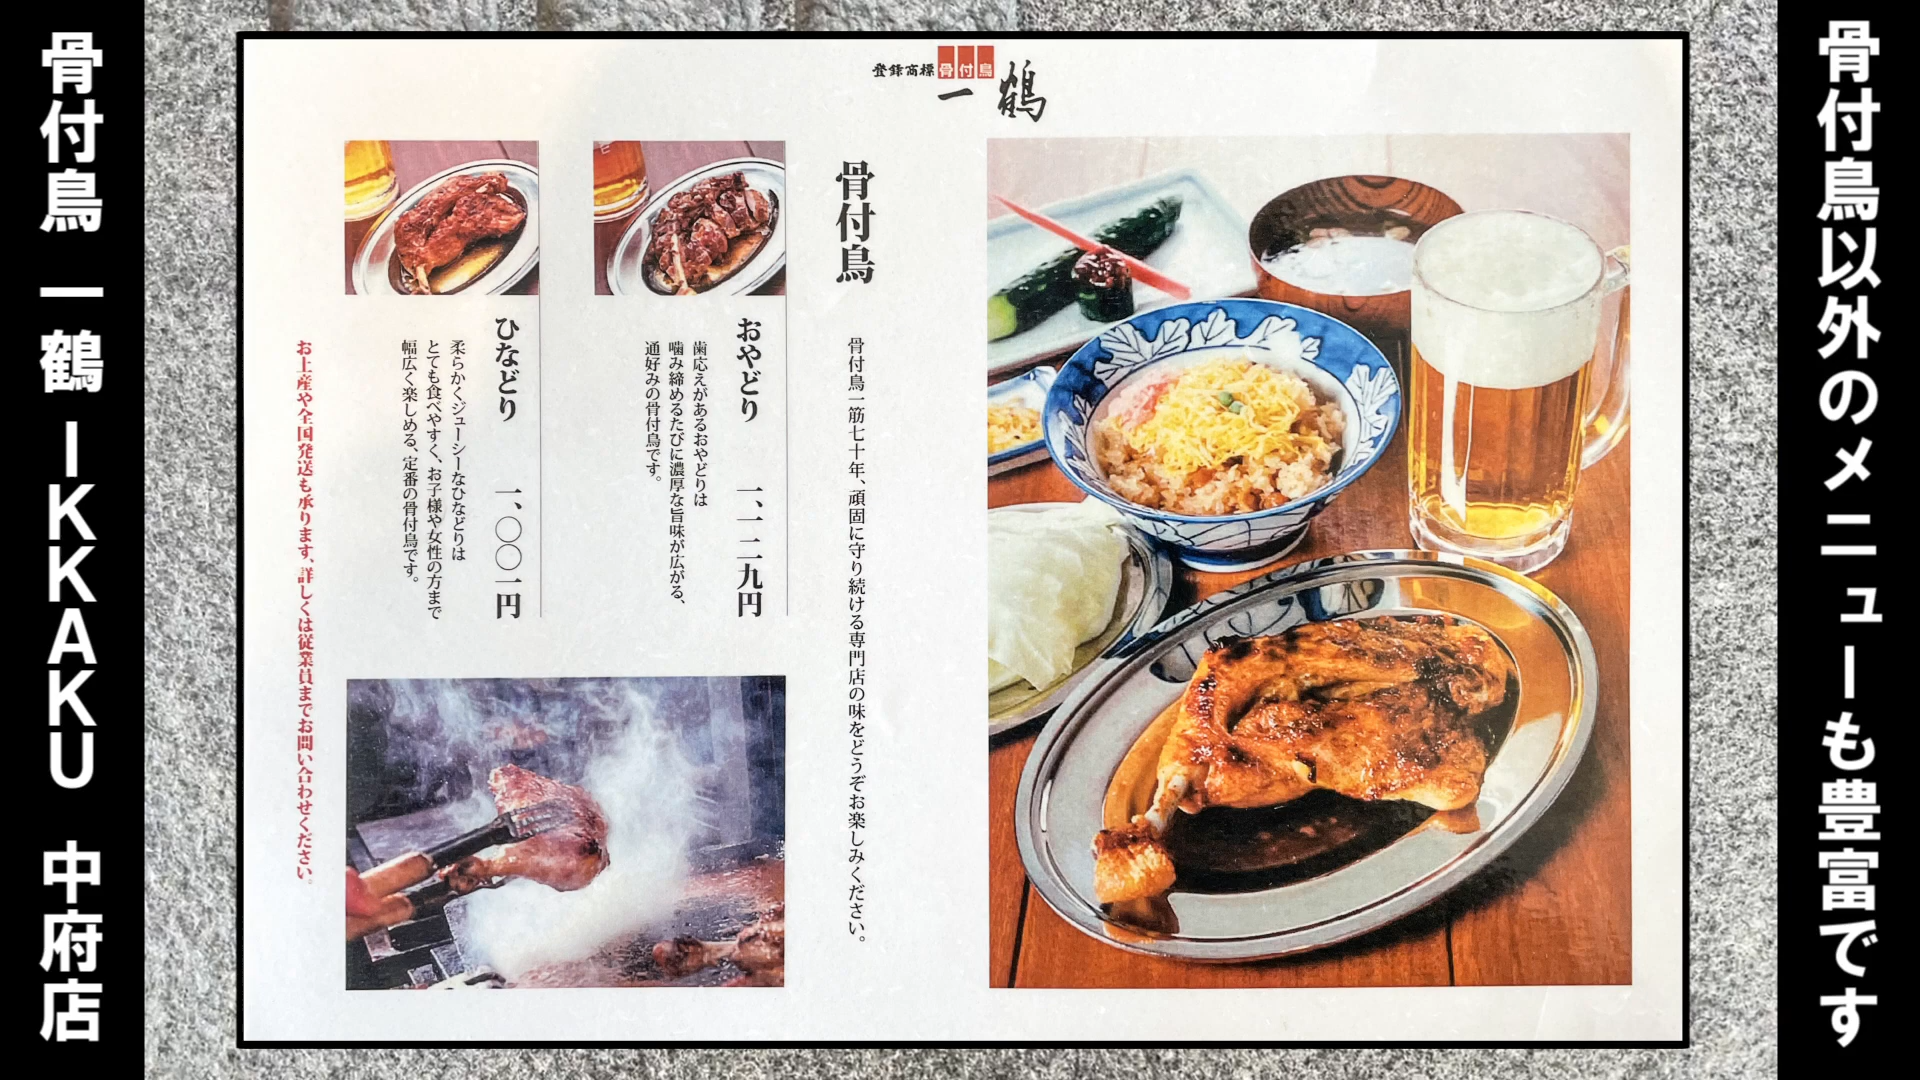 骨付鳥以外のメニューも豊富です
登録商標 骨付鳥
一鶴
骨付鳥
骨付鳥一筋七十年、頑固に守り続ける専門店の味をどうぞお楽しみください。
おやどり 一、一二九円
歯応えがあるおやどりは
噛み締めるたびに濃厚な旨味が広がる、
通好みの骨付鳥です。
ひなどり 一、〇〇一円
柔らかくジューシーなひなどりは
とても食べやすく、お子様や女性の方まで
幅広く楽しめる、定番の骨付鳥です。
お土産や全国発送も承ります、詳しくは従業員までお問い合わせください。
骨付鳥 一鶴 IKKAKU 中府店